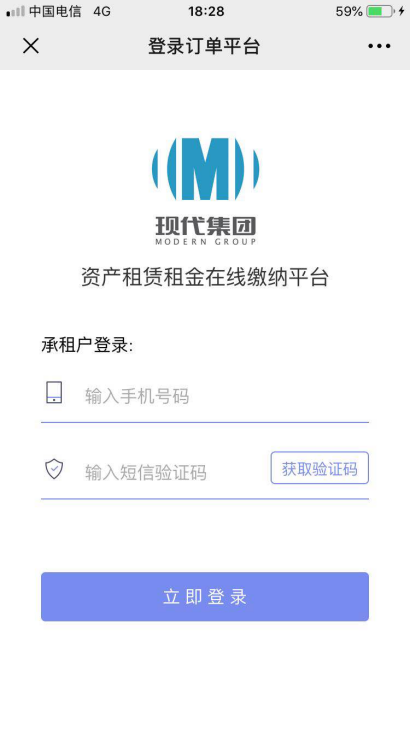 中国电信 4G 18:28 59%
登录订单平台
M
现代集团
MODERN GROUP
资产租赁租金在线缴纳平台
承租户登录:
输入手机号码
输入短信验证码 获取验证码
立即登录